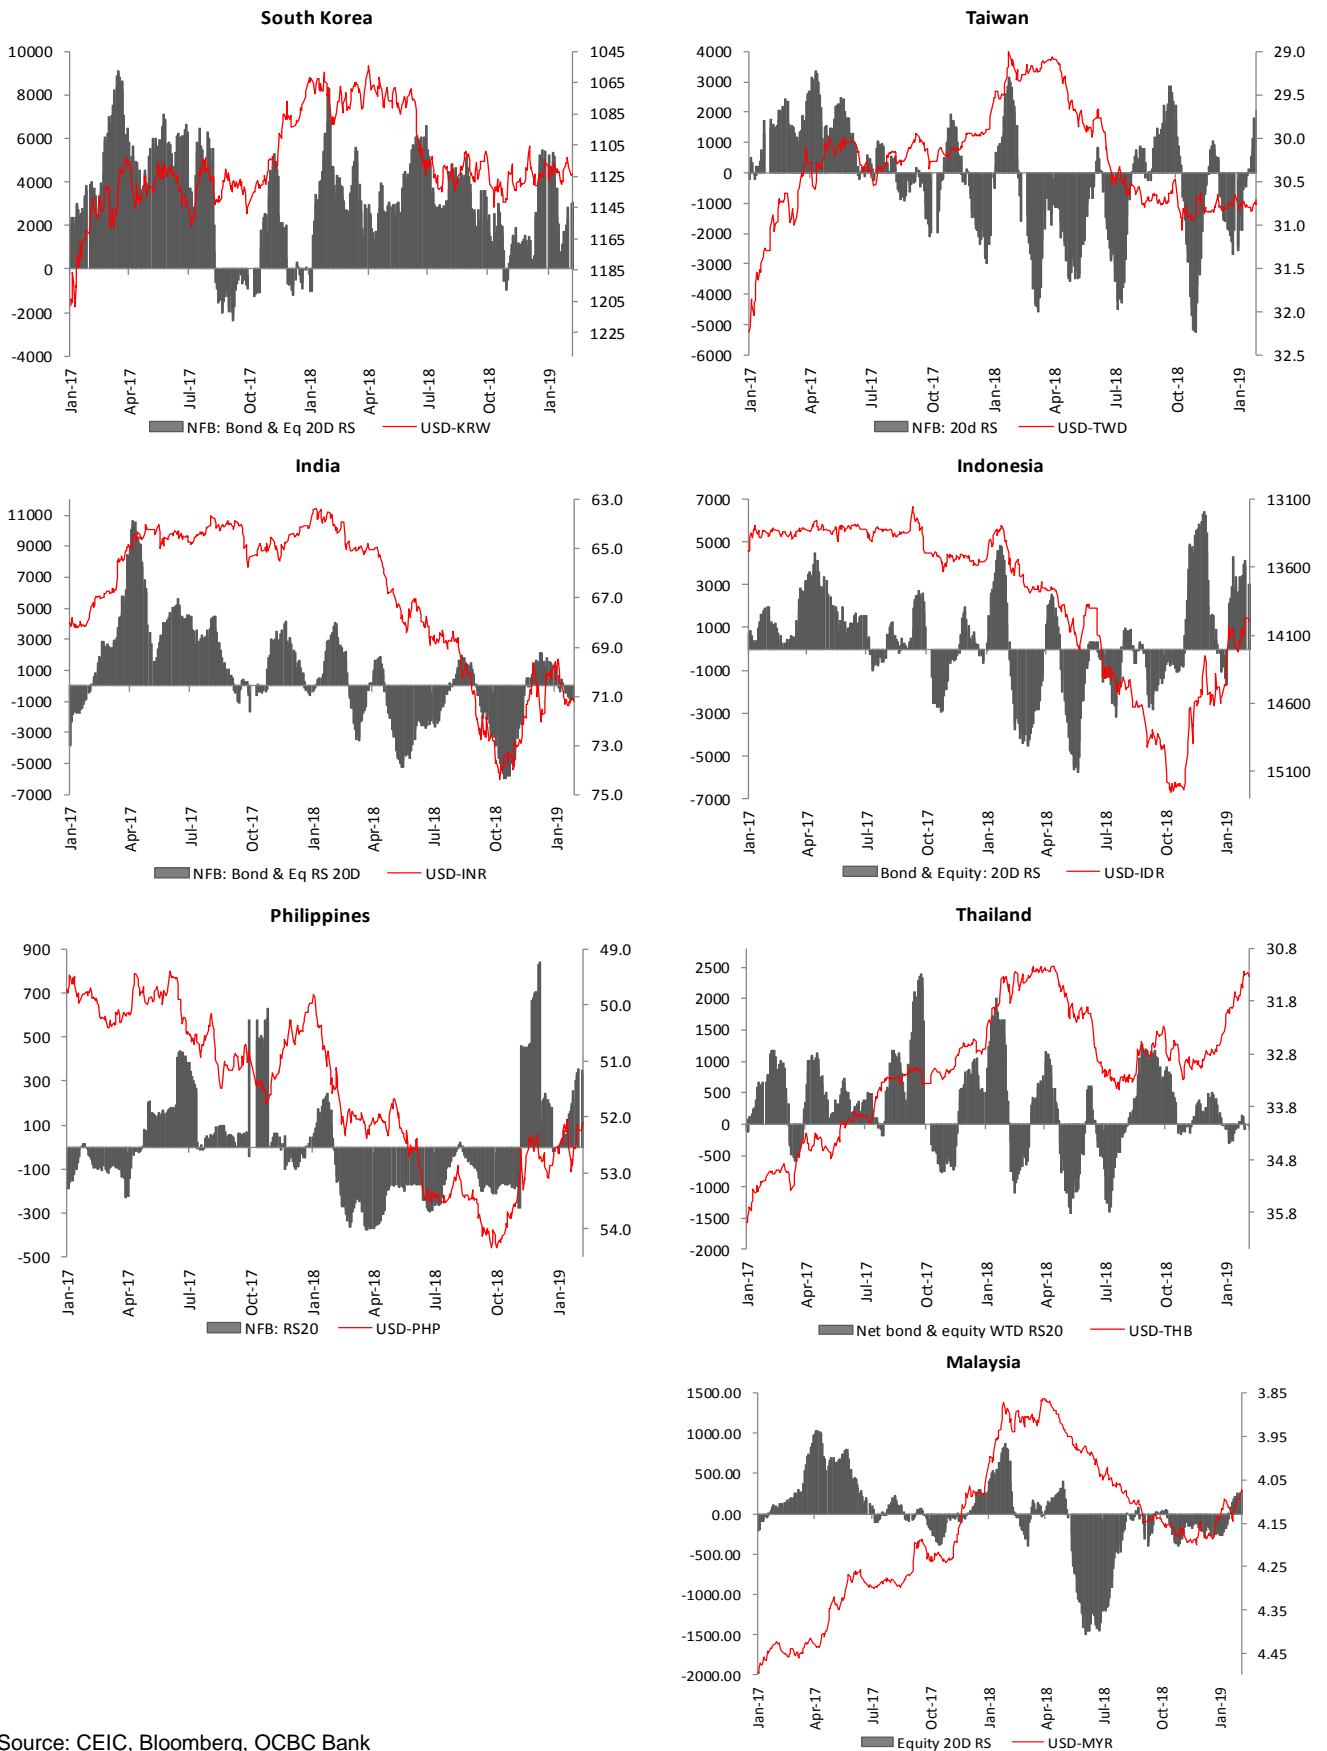 South Korea
10000
8000
6000
4000
2000
0
-2000
-4000
1045
1065
1085
1105
1125
1145
1165
1185
1205
1225
Jan-17
Apr-17
Jul-17
Oct-17
Jan-18
Apr-18
Jul-18
Oct-18
Jan-19
NFB: Bond & Eq 20D RS USD-KRW
Taiwan
4000
3000
2000
1000
0
-1000
-2000
-3000
-4000
-5000
-6000
29.0
29.5
30.0
30.5
31.0
31.5
32.0
32.5
Jan-17
Apr-17
Jul-17
Oct-17
Jan-18
Apr-18
Jul-18
Oct-18
Jan-19
NFB: 20d RS USD-TWD
India
11000
9000
7000
5000
3000
1000
-1000
-3000
-5000
-7000
63.0
65.0
67.0
69.0
71.0
73.0
75.0
Jan-17
Apr-17
Jul-17
Oct-17
Jan-18
Apr-18
Jul-18
Oct-18
Jan-19
NFB: Bond & Eq RS 20D USD-INR
Indonesia
7000
5000
3000
1000
-1000
-3000
-5000
-7000
13100
13600
14100
14600
15100
Jan-17
Apr-17
Jul-17
Oct-17
Jan-18
Apr-18
Jul-18
Oct-18
Jan-19
Bond & Equity: 20D RS USD-IDR
Philippines
900
700
500
300
100
-100
-300
-500
49.0
50.0
51.0
52.0
53.0
54.0
Jan-17
Apr-17
Jul-17
Oct-17
Jan-18
Apr-18
Jul-18
Oct-18
Jan-19
NFB: RS20 USD-PHP
Thailand
2500
2000
1500
1000
500
0
-500
-1000
-1500
-2000
30.8
31.8
32.8
33.8
34.8
35.8
Jan-17
Apr-17
Jul-17
Oct-17
Jan-18
Apr-18
Jul-18
Oct-18
Jan-19
Net bond & equity WTD RS20 USD-THB
Malaysia
1500.00
1000.00
500.00
0.00
-500.00
-1000.00
-1500.00
-2000.00
3.85
3.95
4.05
4.15
4.25
4.35
4.45
Jan-17
Apr-17
Jul-17
Oct-17
Jan-18
Apr-18
Jul-18
Oct-18
Jan-19
Equity 20D RS USD-MYR
Source: CEIC, Bloomberg, OCBC Bank